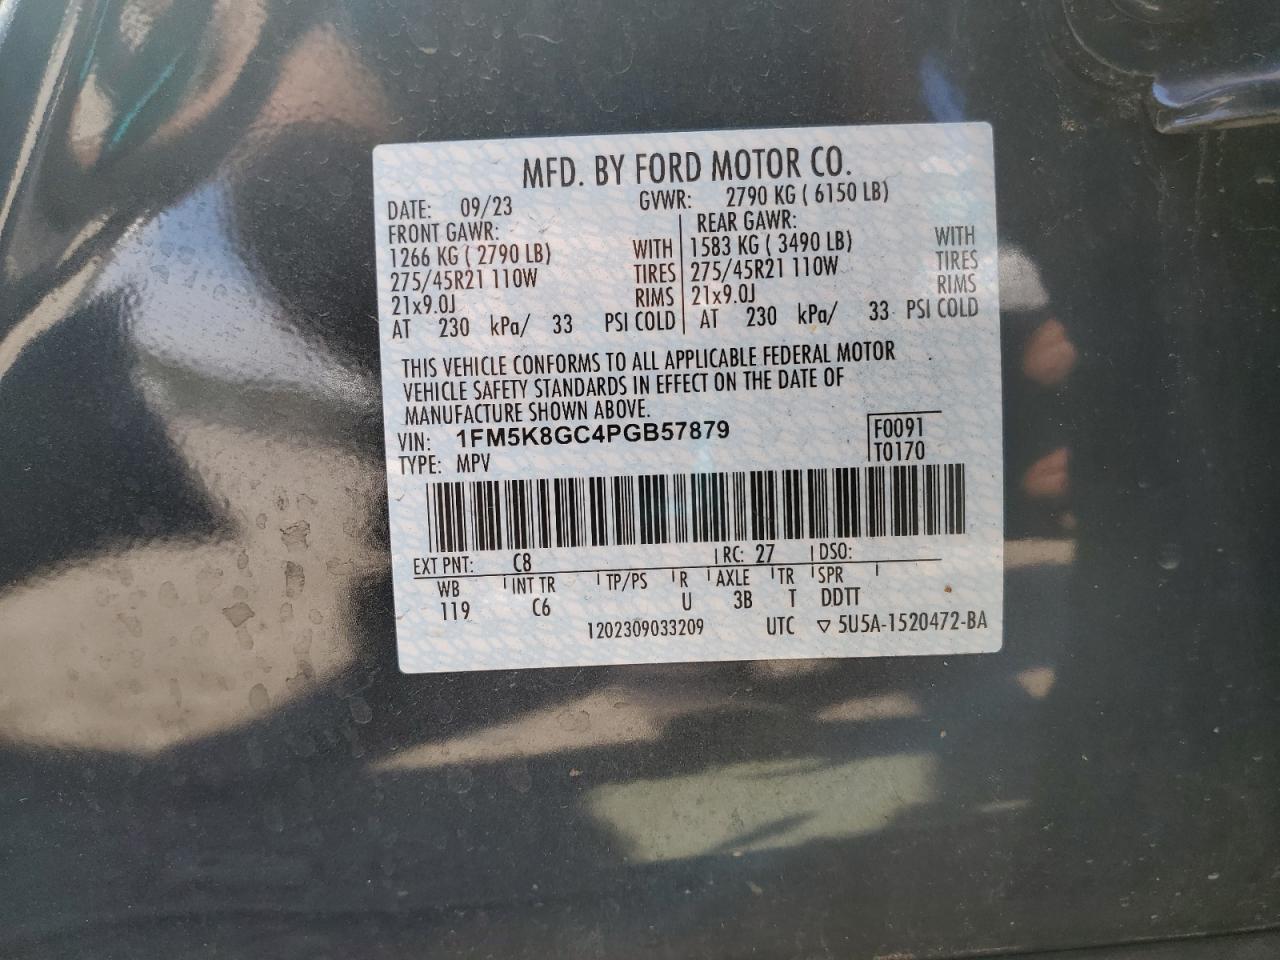 MFD. BY FORD MOTOR CO.
DATE: 09/23 GVWR: 2790 KG ( 6150 LB)
FRONT GAWR: REAR GAWR:
1266 KG ( 2790 LB) WITH 1583 KG ( 3490 LB) WITH
275/45R21 110W TIRES 275/45R21 110W TIRES
21x9.0J RIMS 21x9.0J RIMS
AT 230 kPa/ 33 PSI COLD AT 230 kPa/ 33 PSI COLD
THIS VEHICLE CONFORMS TO ALL APPLICABLE FEDERAL MOTOR
VEHICLE SAFETY STANDARDS IN EFFECT ON THE DATE OF
MANUFACTURE SHOWN ABOVE.
VIN: 1FM5K8GC4PGB57879 F0091
TYPE: MPV T0170
EXT PNT: C8 RC: 27 DSO:
WB INT TR TP/PS R AXLE TR SPR
119 C6 U 3B T DDTT
1202309033209 UTC ▽ 5U5A-1520472-BA